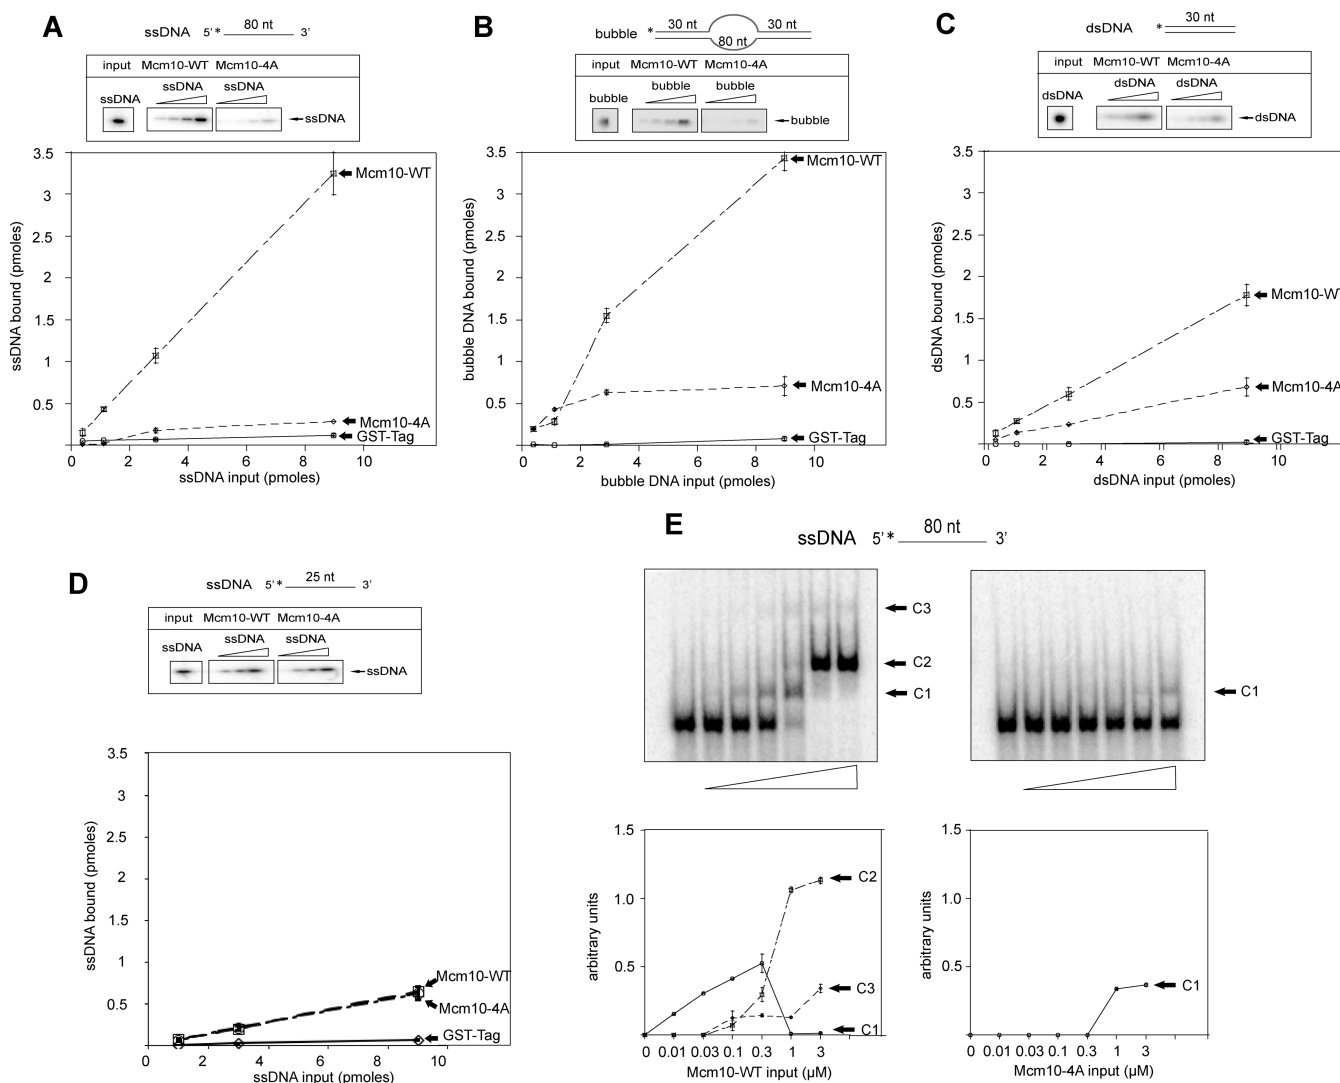 A
ssDNA 5'* 80 nt 3'
input Mcm10-WT Mcm10-4A
ssDNA ssDNA ssDNA
ssDNA
3.5
3
2.5
2
1.5
1
0.5
0 2 4 6 8 10
ssDNA bound (pmoles)
ssDNA input (pmoles)
Mcm10-WT
Mcm10-4A
GST-Tag
B
bubble * 30 nt 80 nt 30 nt
input Mcm10-WT Mcm10-4A
bubble bubble bubble
bubble
3.5
3
2.5
2
1.5
1
0.5
0 2 4 6 8 10
bubble DNA bound (pmoles)
bubble DNA input (pmoles)
Mcm10-WT
Mcm10-4A
GST-Tag
C
dsDNA * 30 nt
input Mcm10-WT Mcm10-4A
dsDNA dsDNA dsDNA
dsDNA
3.5
3
2.5
2
1.5
1
0.5
0 2 4 6 8 10
dsDNA bound (pmoles)
dsDNA input (pmoles)
Mcm10-WT
Mcm10-4A
GST-Tag
D
ssDNA 5'* 25 nt 3'
input Mcm10-WT Mcm10-4A
ssDNA ssDNA ssDNA
ssDNA
3.5
3
2.5
2
1.5
1
0.5
0 2 4 6 8 10
ssDNA bound (pmoles)
ssDNA input (pmoles)
Mcm10-WT
Mcm10-4A
GST-Tag
E
ssDNA 5'* 80 nt 3'
C3
C2
C1
C1
1.5
1.0
0.5
0 0.01 0.03 0.1 0.3 1 3
arbitrary units
Mcm10-WT input (µM)
C2
C3
C1
1.5
1.0
0.5
0 0.01 0.03 0.1 0.3 1 3
arbitrary units
Mcm10-4A input (µM)
C1